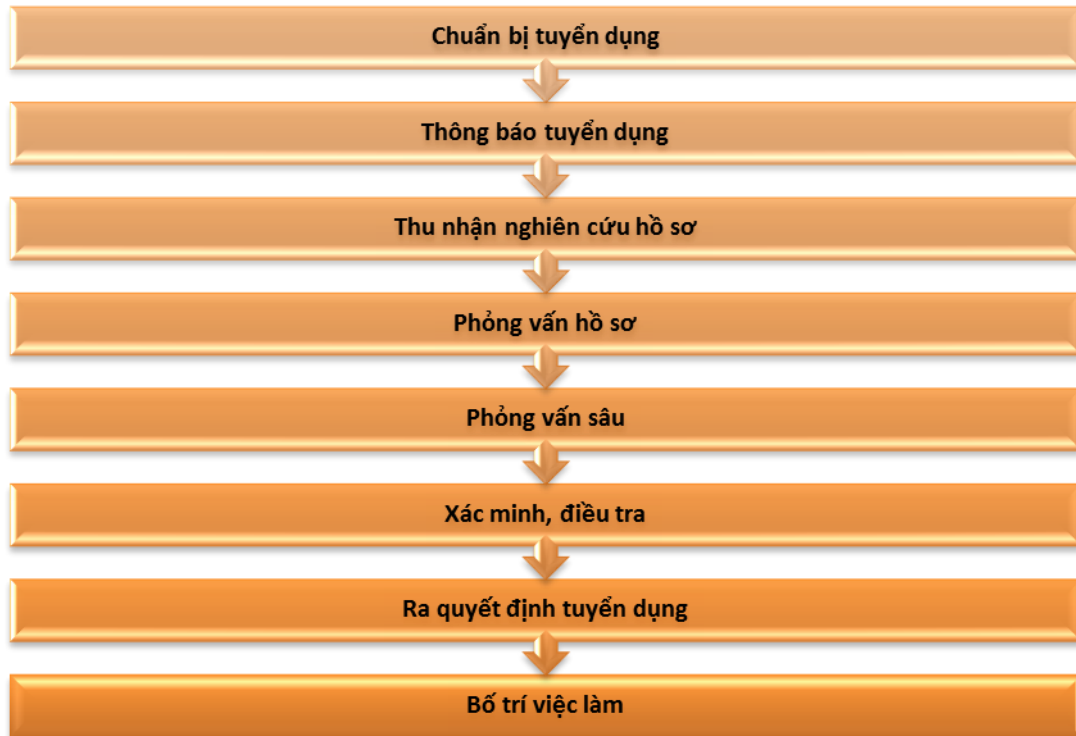 Chuẩn bị tuyển dụng
Thông báo tuyển dụng
Thu nhận nghiên cứu hồ sơ
Phỏng vấn hồ sơ
Phỏng vấn sâu
Xác minh, điều tra
Ra quyết định tuyển dụng
Bố trí việc làm